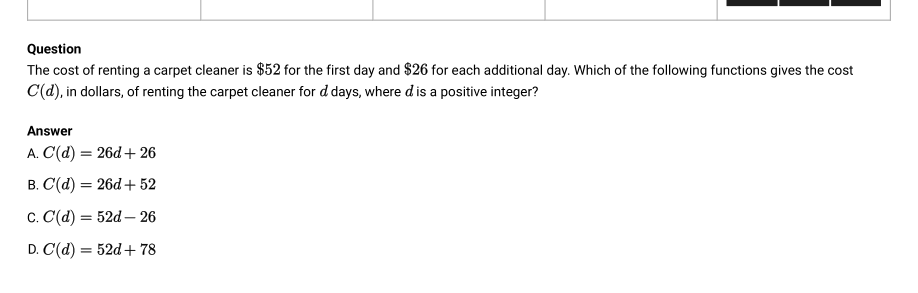 Question
The cost of renting a carpet cleaner is $52 for the first day and $26 for each additional day. Which of the following functions gives the cost
C(d), in dollars, of renting the carpet cleaner for d days, where d is a positive integer?
Answer
A. C(d) = 26d + 26
B. C(d) = 26d + 52
C. C(d) = 52d − 26
D. C(d) = 52d + 78